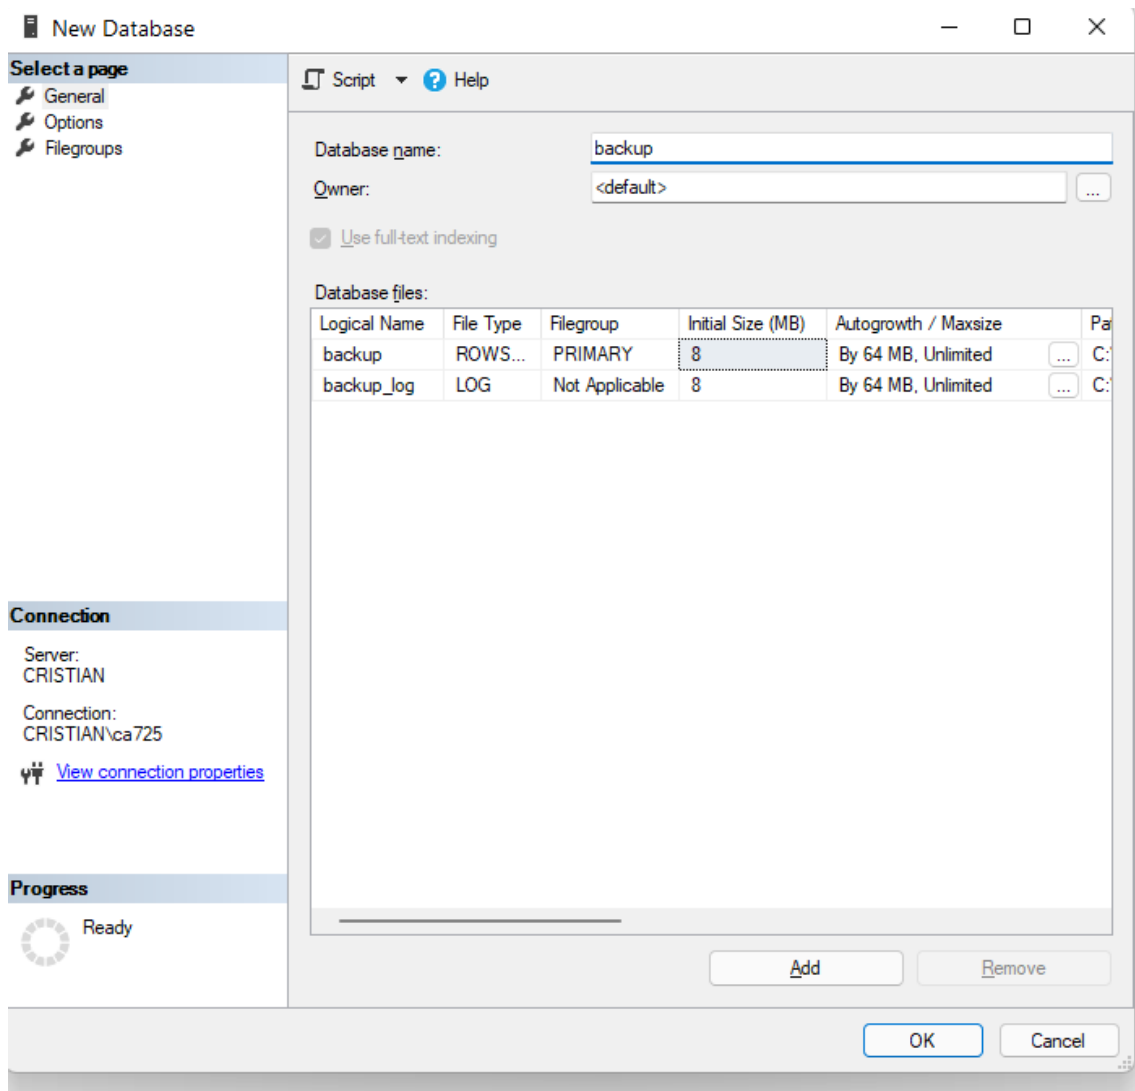 New Database
Select a page
General
Options
Filegroups
Script
Help
Database name:
backup
Owner:
<default>
...
Use full-text indexing
Database files:
Logical Name File Type Filegroup Initial Size (MB) Autogrowth / Maxsize
backup ROWS... PRIMARY 8 By 64 MB, Unlimited ... C:\
backup_log LOG Not Applicable 8 By 64 MB, Unlimited ... C:\
Connection
Server:
CRISTIAN
Connection:
CRISTIAN\ca725
View connection properties
Progress
Ready
Add
Remove
OK
Cancel